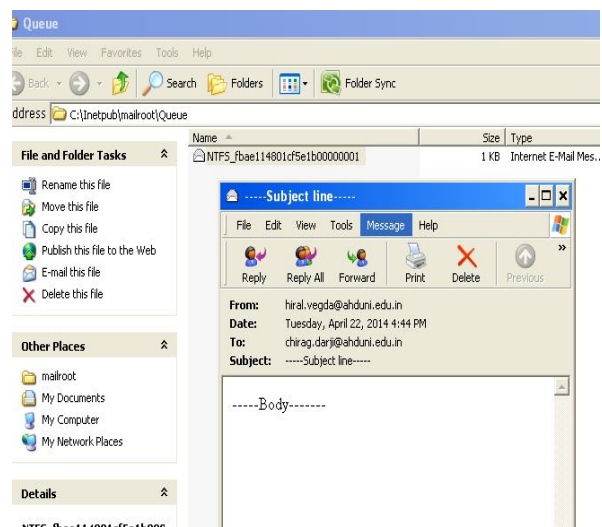 Queue
File Edit View Favorites Tools Help
Back Search Folders Folder Sync
ddress C:\Inetpub\mailroot\Queue
Name Size Type
NTFS_fbae114801cf5e1b00000001 1 KB Internet E-Mail Mes..
File and Folder Tasks
Rename this file
Move this file
Copy this file
Publish this file to the Web
E-mail this file
Delete this file
Other Places
mailroot
My Documents
My Computer
My Network Places
Details
-----Subject line-----
File Edit View Tools Message Help
»
Reply Reply All Forward Print Delete Previous
From: hiral.vegda@ahduni.edu.in
Date: Tuesday, April 22, 2014 4:44 PM
To: chirag.darji@ahduni.edu.in
Subject: -----Subject line-----
-----Body-------